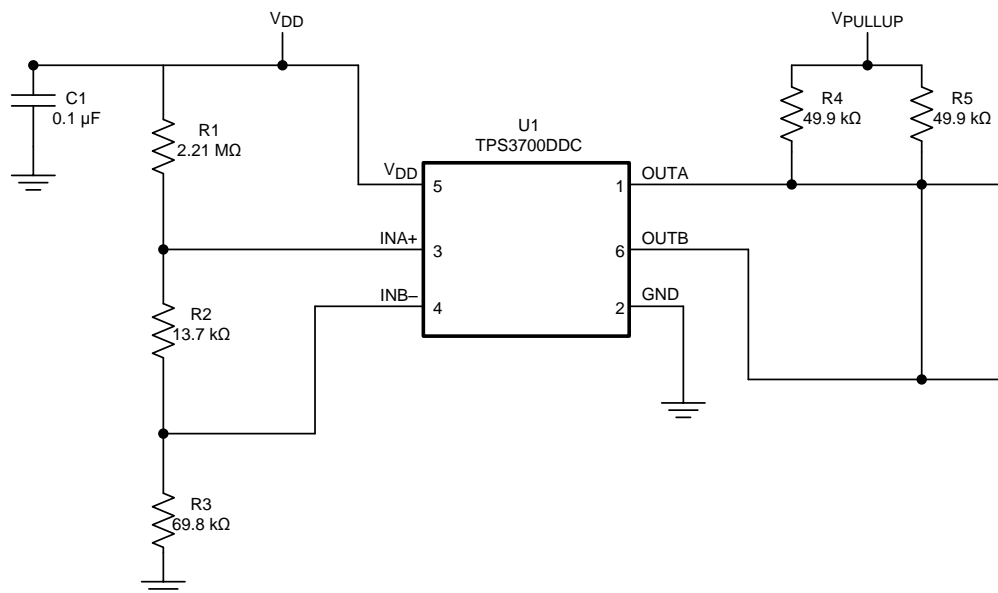 VDD
VPULLUP
C1
0.1 µF
R1
2.21 MΩ
U1
TPS3700DDC
R4
49.9 kΩ
R5
49.9 kΩ
VDD
5
1
OUTA
INA+
3
6
OUTB
INB–
4
2
GND
R2
13.7 kΩ
R3
69.8 kΩ